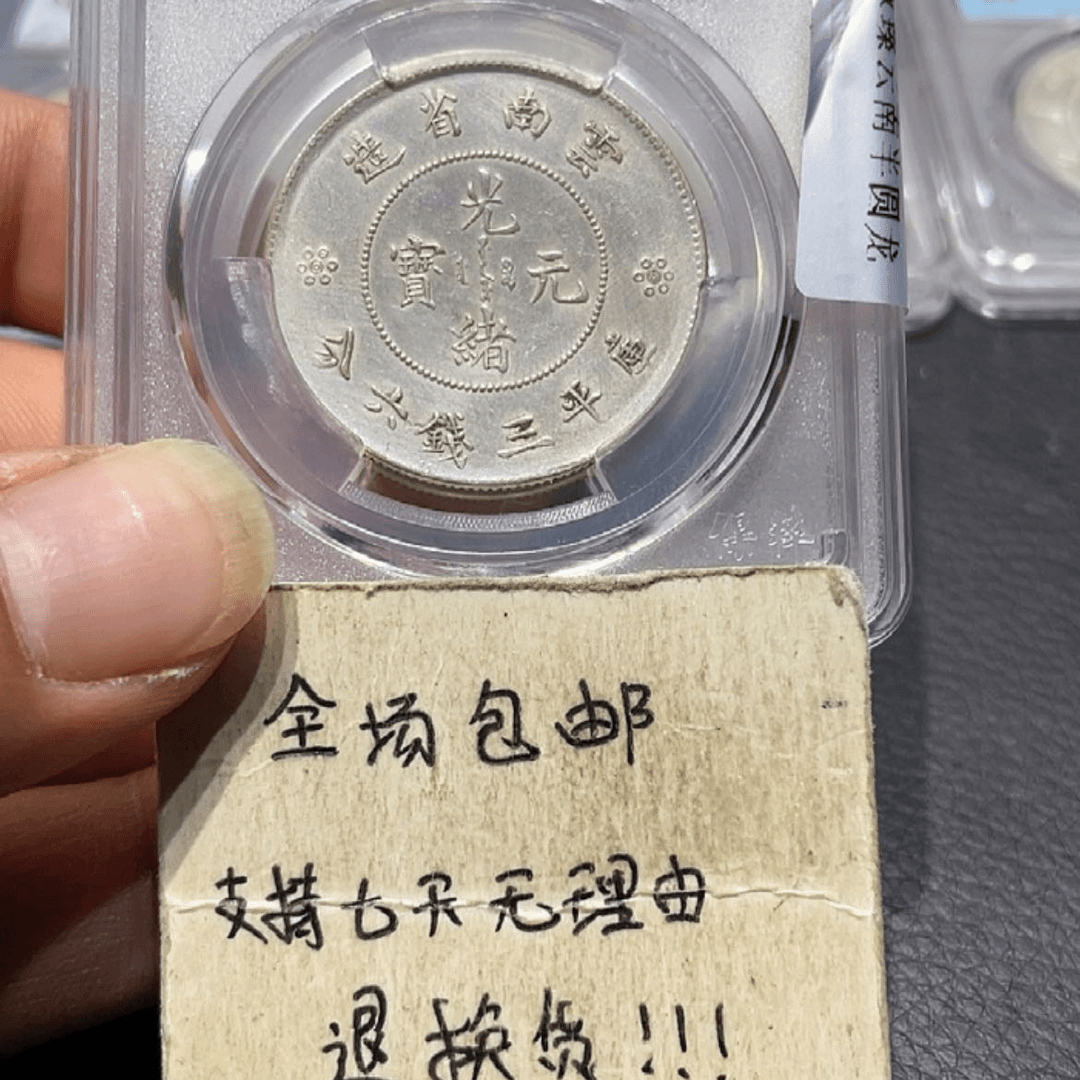 雲南省造
光緒元寶
庫平三錢六分
云南半圆龙
全场包邮
支持七天无理由
退换货!!!